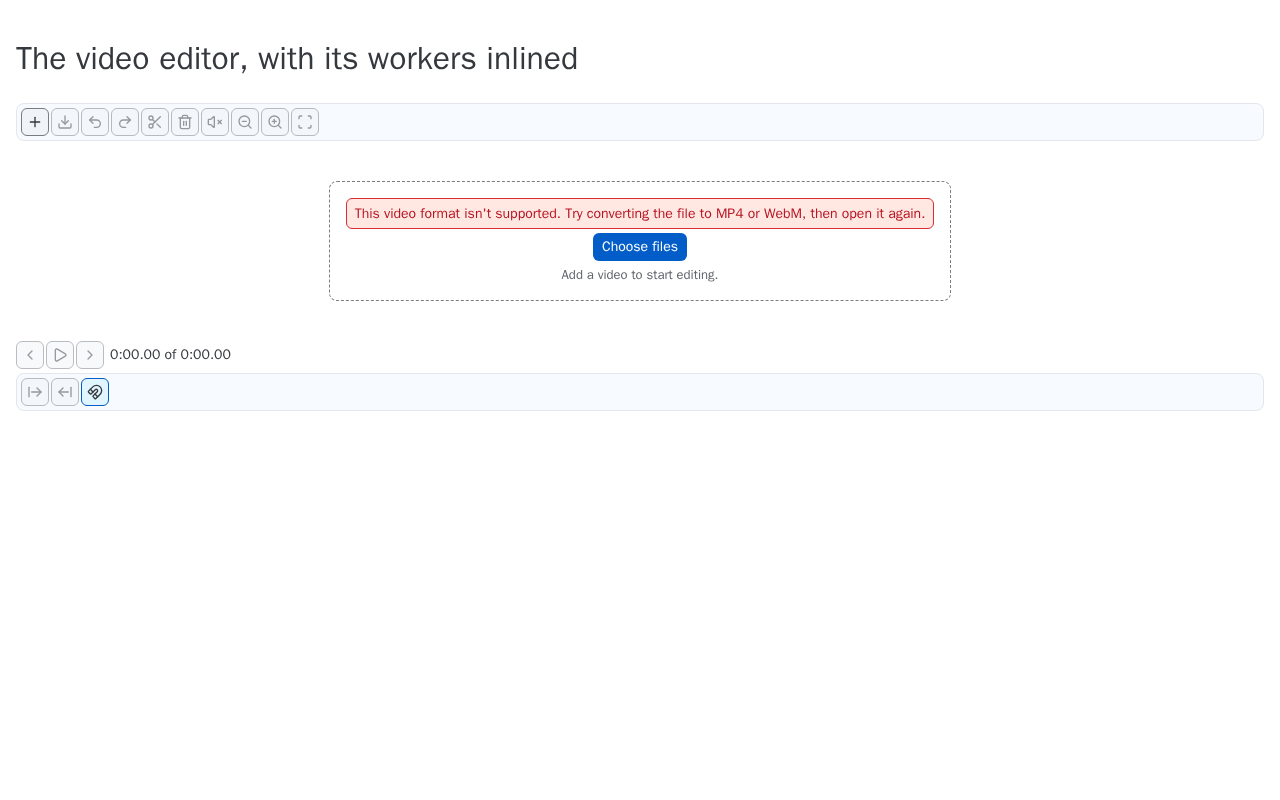 The video editor, with its workers inlined
This video format isn't supported. Try converting the file to MP4 or WebM, then open it again.
Choose files
Add a video to start editing.
0:00.00 of 0:00.00